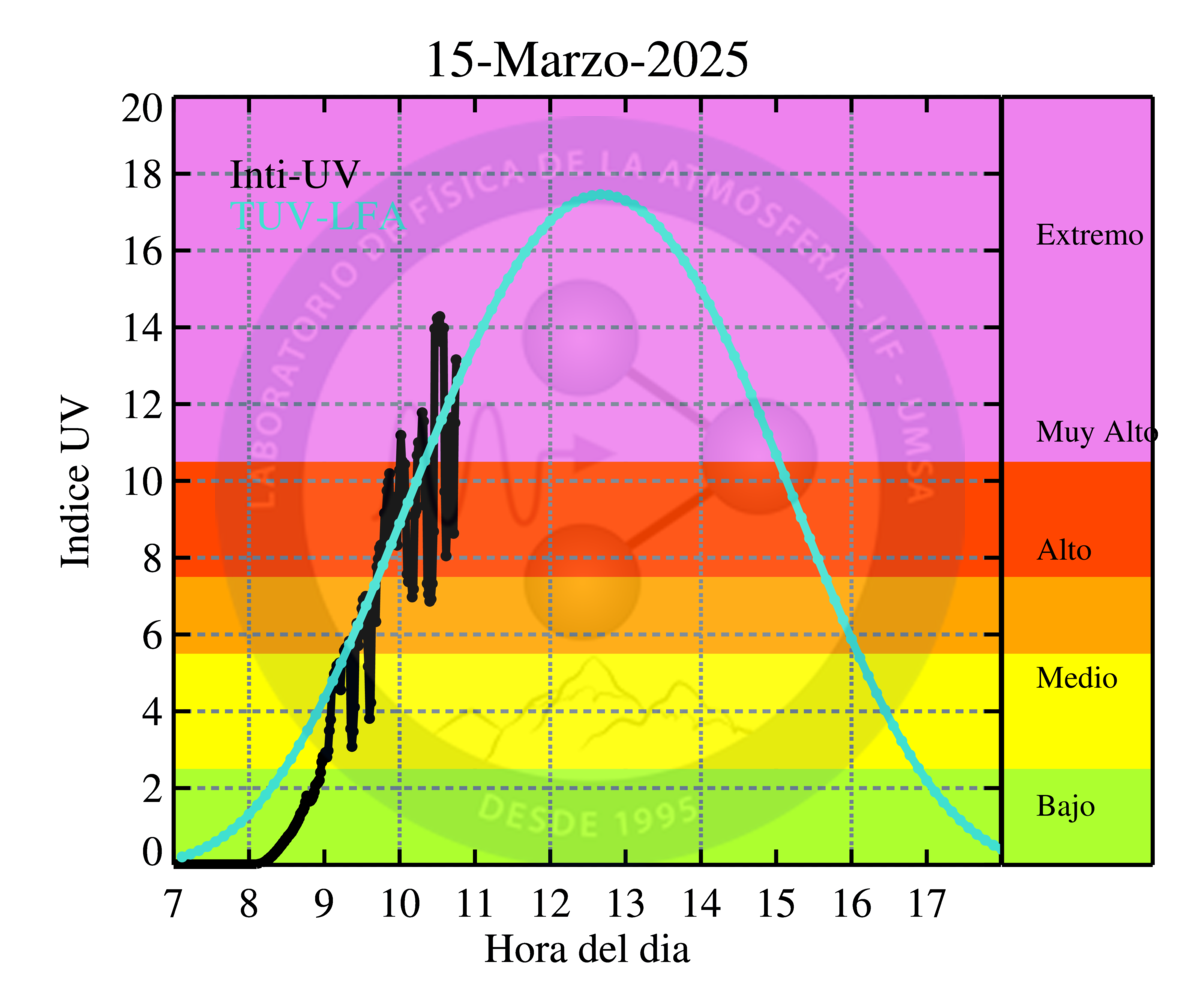 15-Marzo-2025
20
18
16
14
12
10
8
6
4
2
0
Indice UV
Inti-UV
TUV-LFA
LABORATORIO DE FÍSICA DE LA ATMÓSFERA - IIF - UMSA
DESDE 1995
Extremo
Muy Alto
Alto
Medio
Bajo
7 8 9 10 11 12 13 14 15 16 17
Hora del dia